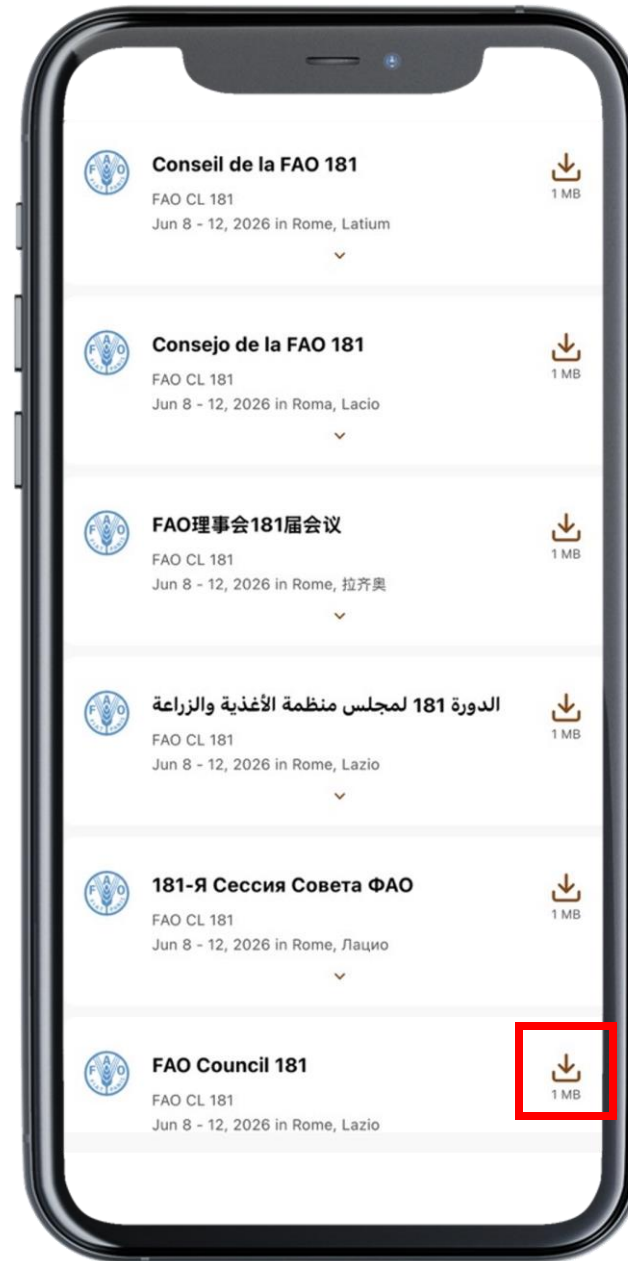 Conseil de la FAO 181
FAO CL 181
Jun 8 - 12, 2026 in Rome, Latium
1 MB
Consejo de la FAO 181
FAO CL 181
Jun 8 - 12, 2026 in Roma, Lacio
1 MB
FAO理事会181届会议
FAO CL 181
Jun 8 - 12, 2026 in Rome, 拉齐奥
1 MB
الدورة 181 لمجلس منظمة الأغذية والزراعة
FAO CL 181
Jun 8 - 12, 2026 in Rome, Lazio
1 MB
181-Я Сессия Совета ФАО
FAO CL 181
Jun 8 - 12, 2026 in Rome, Лацио
1 MB
FAO Council 181
FAO CL 181
Jun 8 - 12, 2026 in Rome, Lazio
1 MB